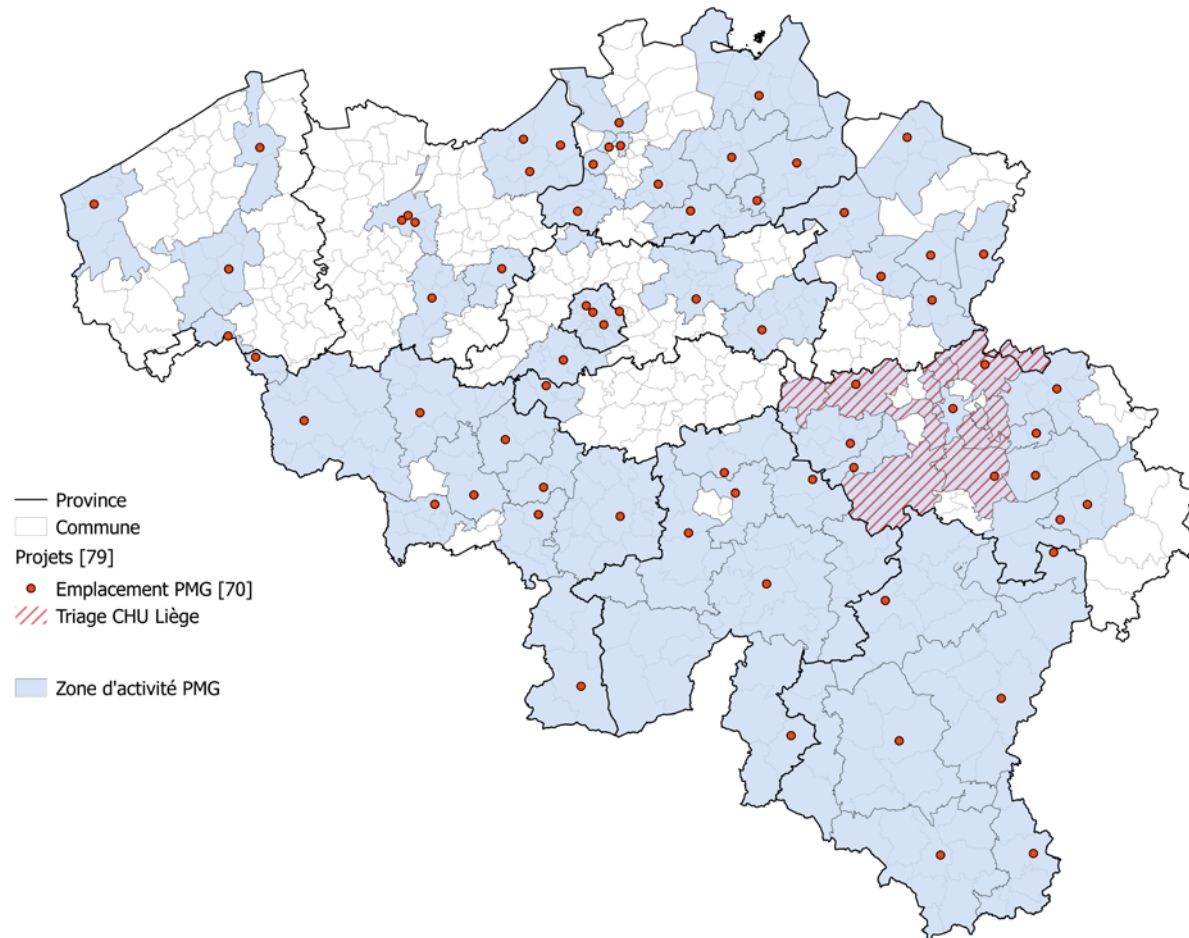 Province
Commune
Projets [79]
Emplacement PMG [70]
Triage CHU Liège
Zone d'activité PMG